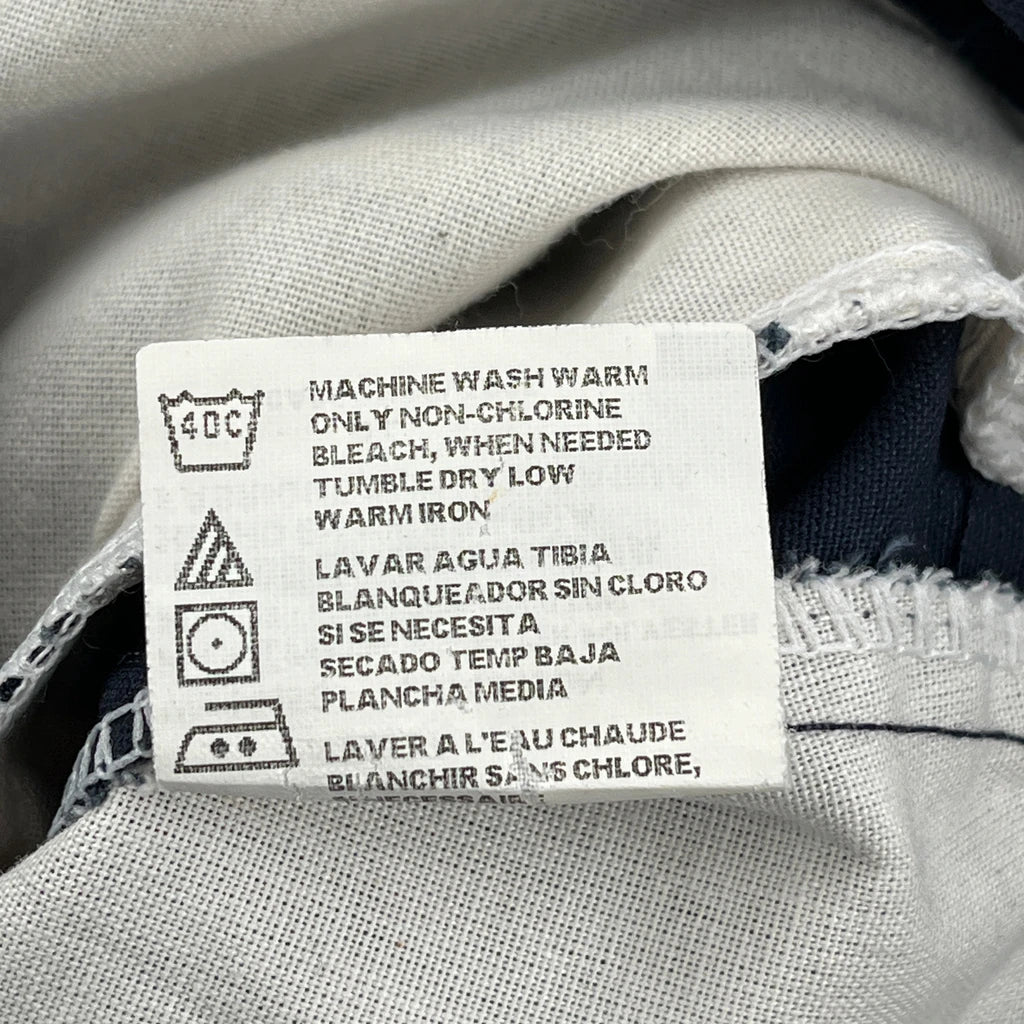 40C
MACHINE WASH WARM
ONLY NON-CHLORINE
BLEACH, WHEN NEEDED
TUMBLE DRY LOW
WARM IRON
LAVAR AGUA TIBIA
BLANQUEADOR SIN CLORO
SI SE NECESITA
SECADO TEMP BAJA
PLANCHA MEDIA
LAVER A L'EAU CHAUDE
BLANCHIR SANS CHLORE,